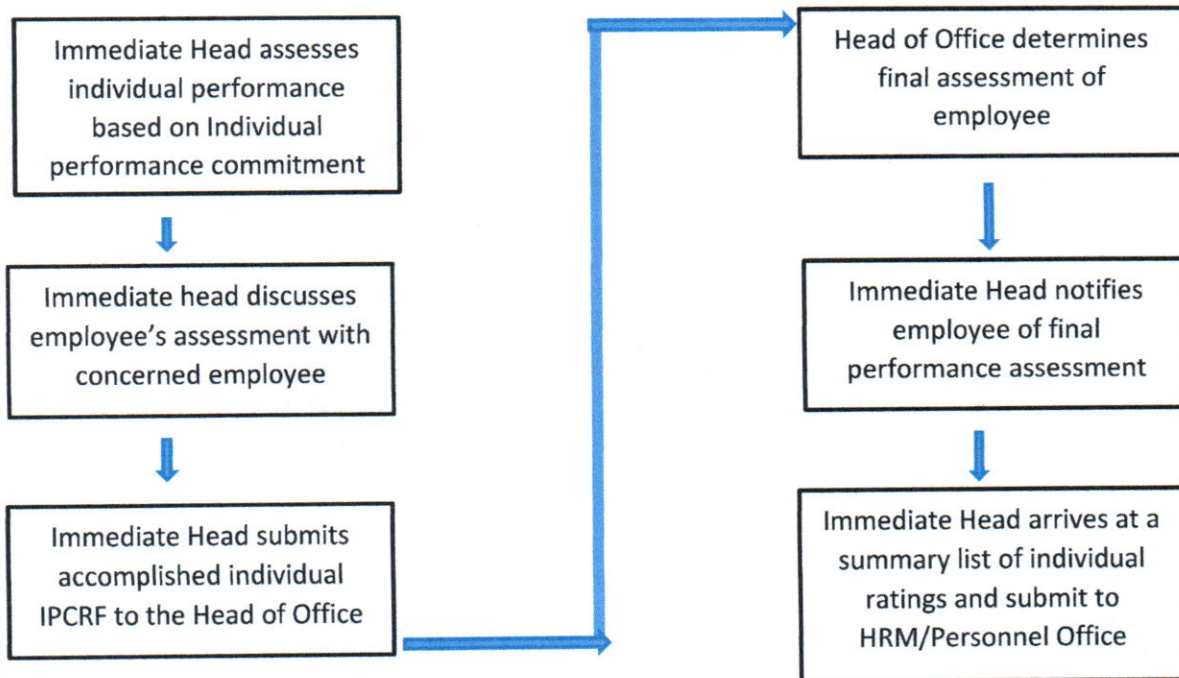 Immediate Head assesses
individual performance
based on Individual
performance commitment
Immediate head discusses
employee's assessment with
concerned employee
Immediate Head submits
accomplished individual
IPCRF to the Head of Office
Head of Office determines
final assessment of
employee
Immediate Head notifies
employee of final
performance assessment
Immediate Head arrives at a
summary list of individual
ratings and submit to
HRM/Personnel Office